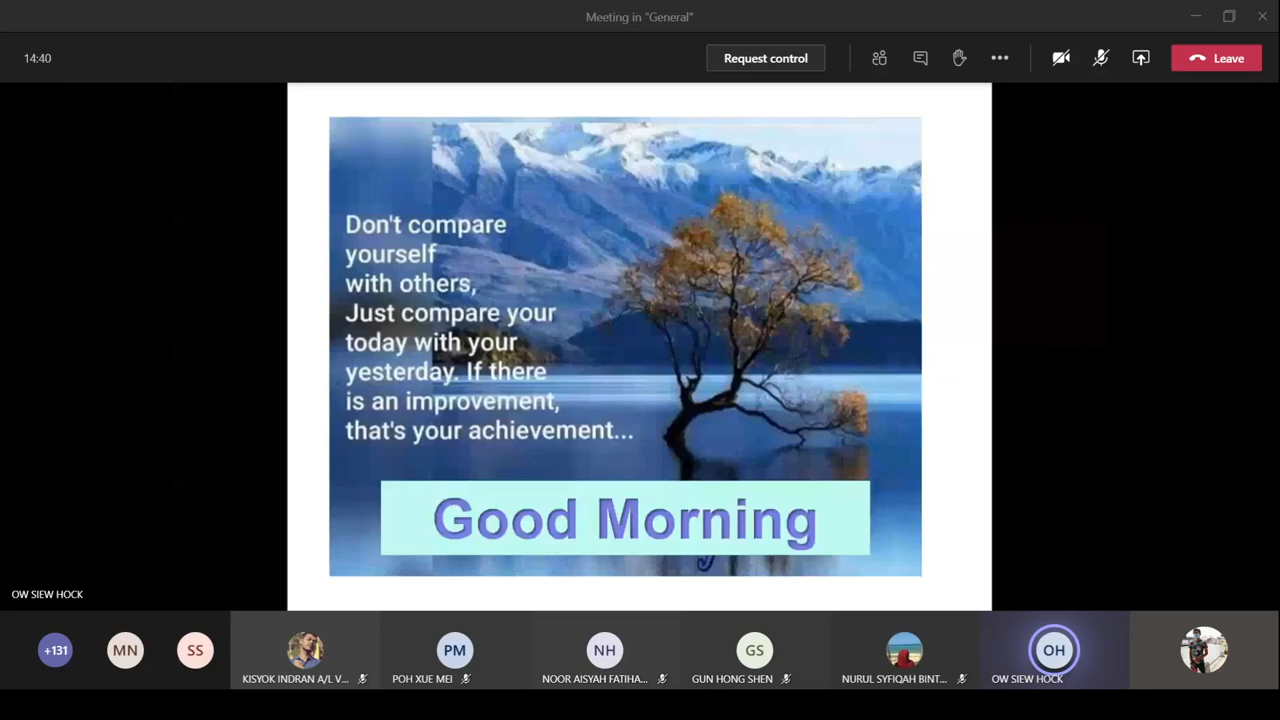 Meeting in "General"
14:40
Request control
Leave
Don't compare
yourself
with others,
Just compare your
today with your
yesterday. If there
is an improvement,
that's your achievement...
Good Morning
OW SIEW HOCK
+131
MN
SS
KISYOK INDRAN A/L V...
PM
POH XUE MEI
NH
NOOR AISYAH FATIHA...
GS
GUN HONG SHEN
NURUL SYFIQAH BINT...
OH
OW SIEW HOCK